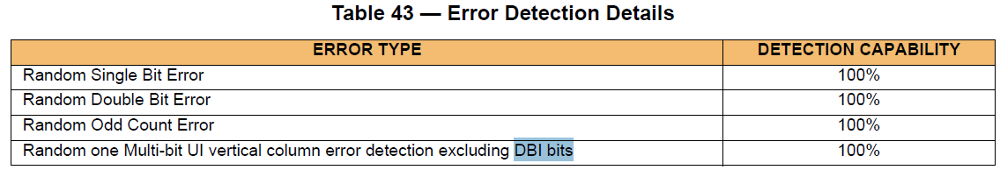 Table 43 — Error Detection Details
ERROR TYPE DETECTION CAPABILITY
Random Single Bit Error 100%
Random Double Bit Error 100%
Random Odd Count Error 100%
Random one Multi-bit UI vertical column error detection excluding DBI bits 100%